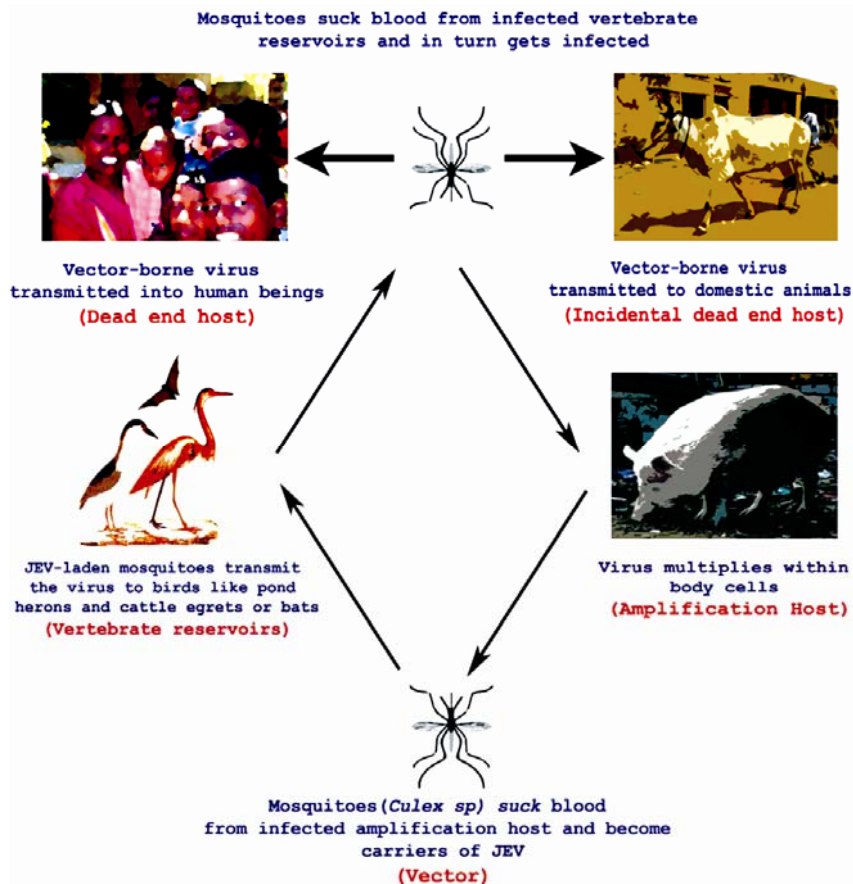 Mosquitoes suck blood from infected vertebrate
reservoirs and in turn gets infected
Vector-borne virus
transmitted into human beings
(Dead end host)
Vector-borne virus
transmitted to domestic animals
(Incidental dead end host)
JEV-laden mosquitoes transmit
the virus to birds like pond
herons and cattle egrets or bats
(Vertebrate reservoirs)
Virus multiplies within
body cells
(Amplification Host)
Mosquitoes(Culex sp) suck blood
from infected amplification host and become
carriers of JEV
(Vector)